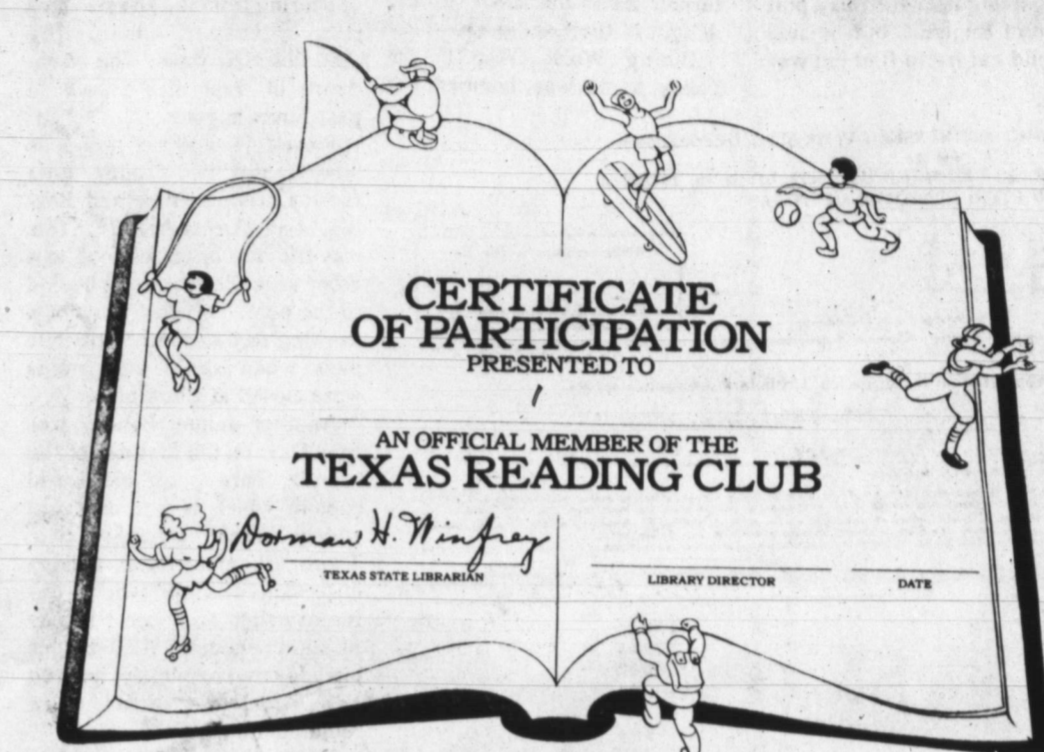 CERTIFICATE
OF PARTICIPATION
PRESENTED TO
AN OFFICIAL MEMBER OF THE
TEXAS READING CLUB
Dorman H. Winfrey
TEXAS STATE LIBRARIAN
LIBRARY DIRECTOR
DATE